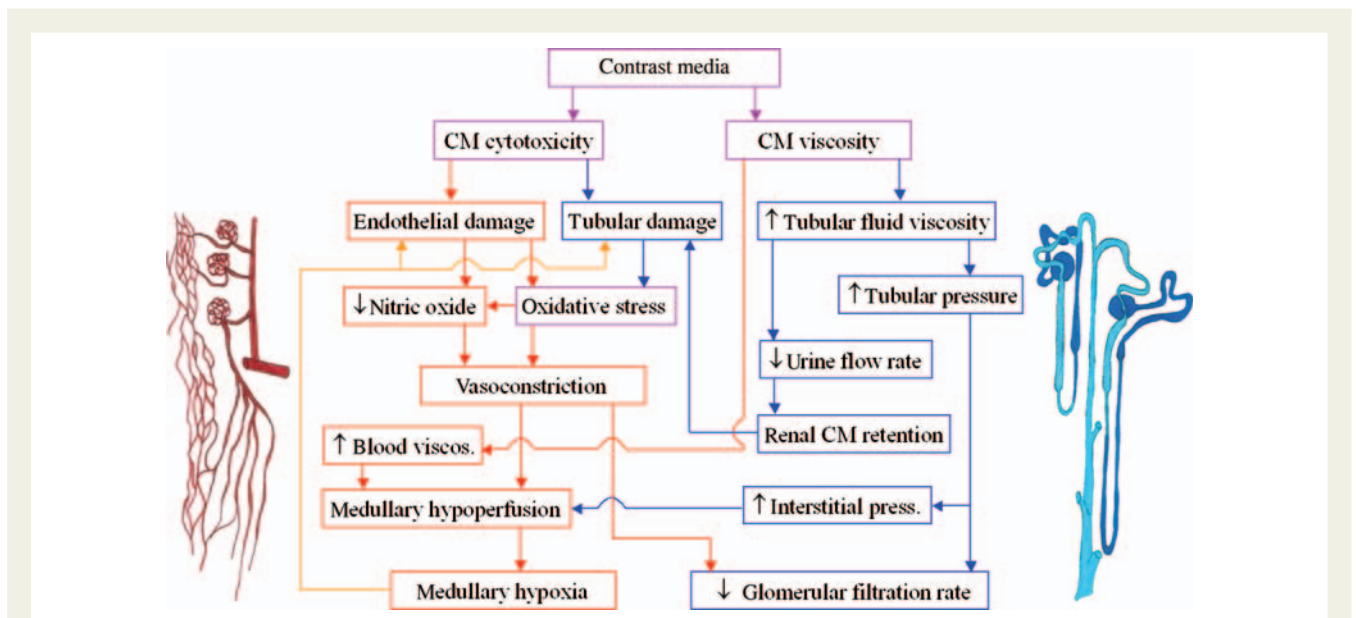 Contrast media
CM cytotoxicity
CM viscosity
Endothelial damage
Tubular damage
↑ Tubular fluid viscosity
↓ Nitric oxide
Oxidative stress
↑ Tubular pressure
↓ Urine flow rate
Vasoconstriction
Renal CM retention
↑ Blood viscos.
Medullary hypoperfusion
↑ Interstitial press.
Medullary hypoxia
↓ Glomerular filtration rate